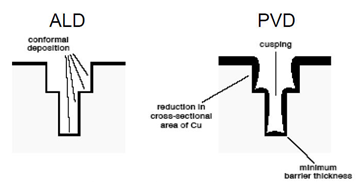 ALD
conformal
deposition
PVD
cusping
reduction in
cross-sectional
area of Cu
minimum
barrier thickness